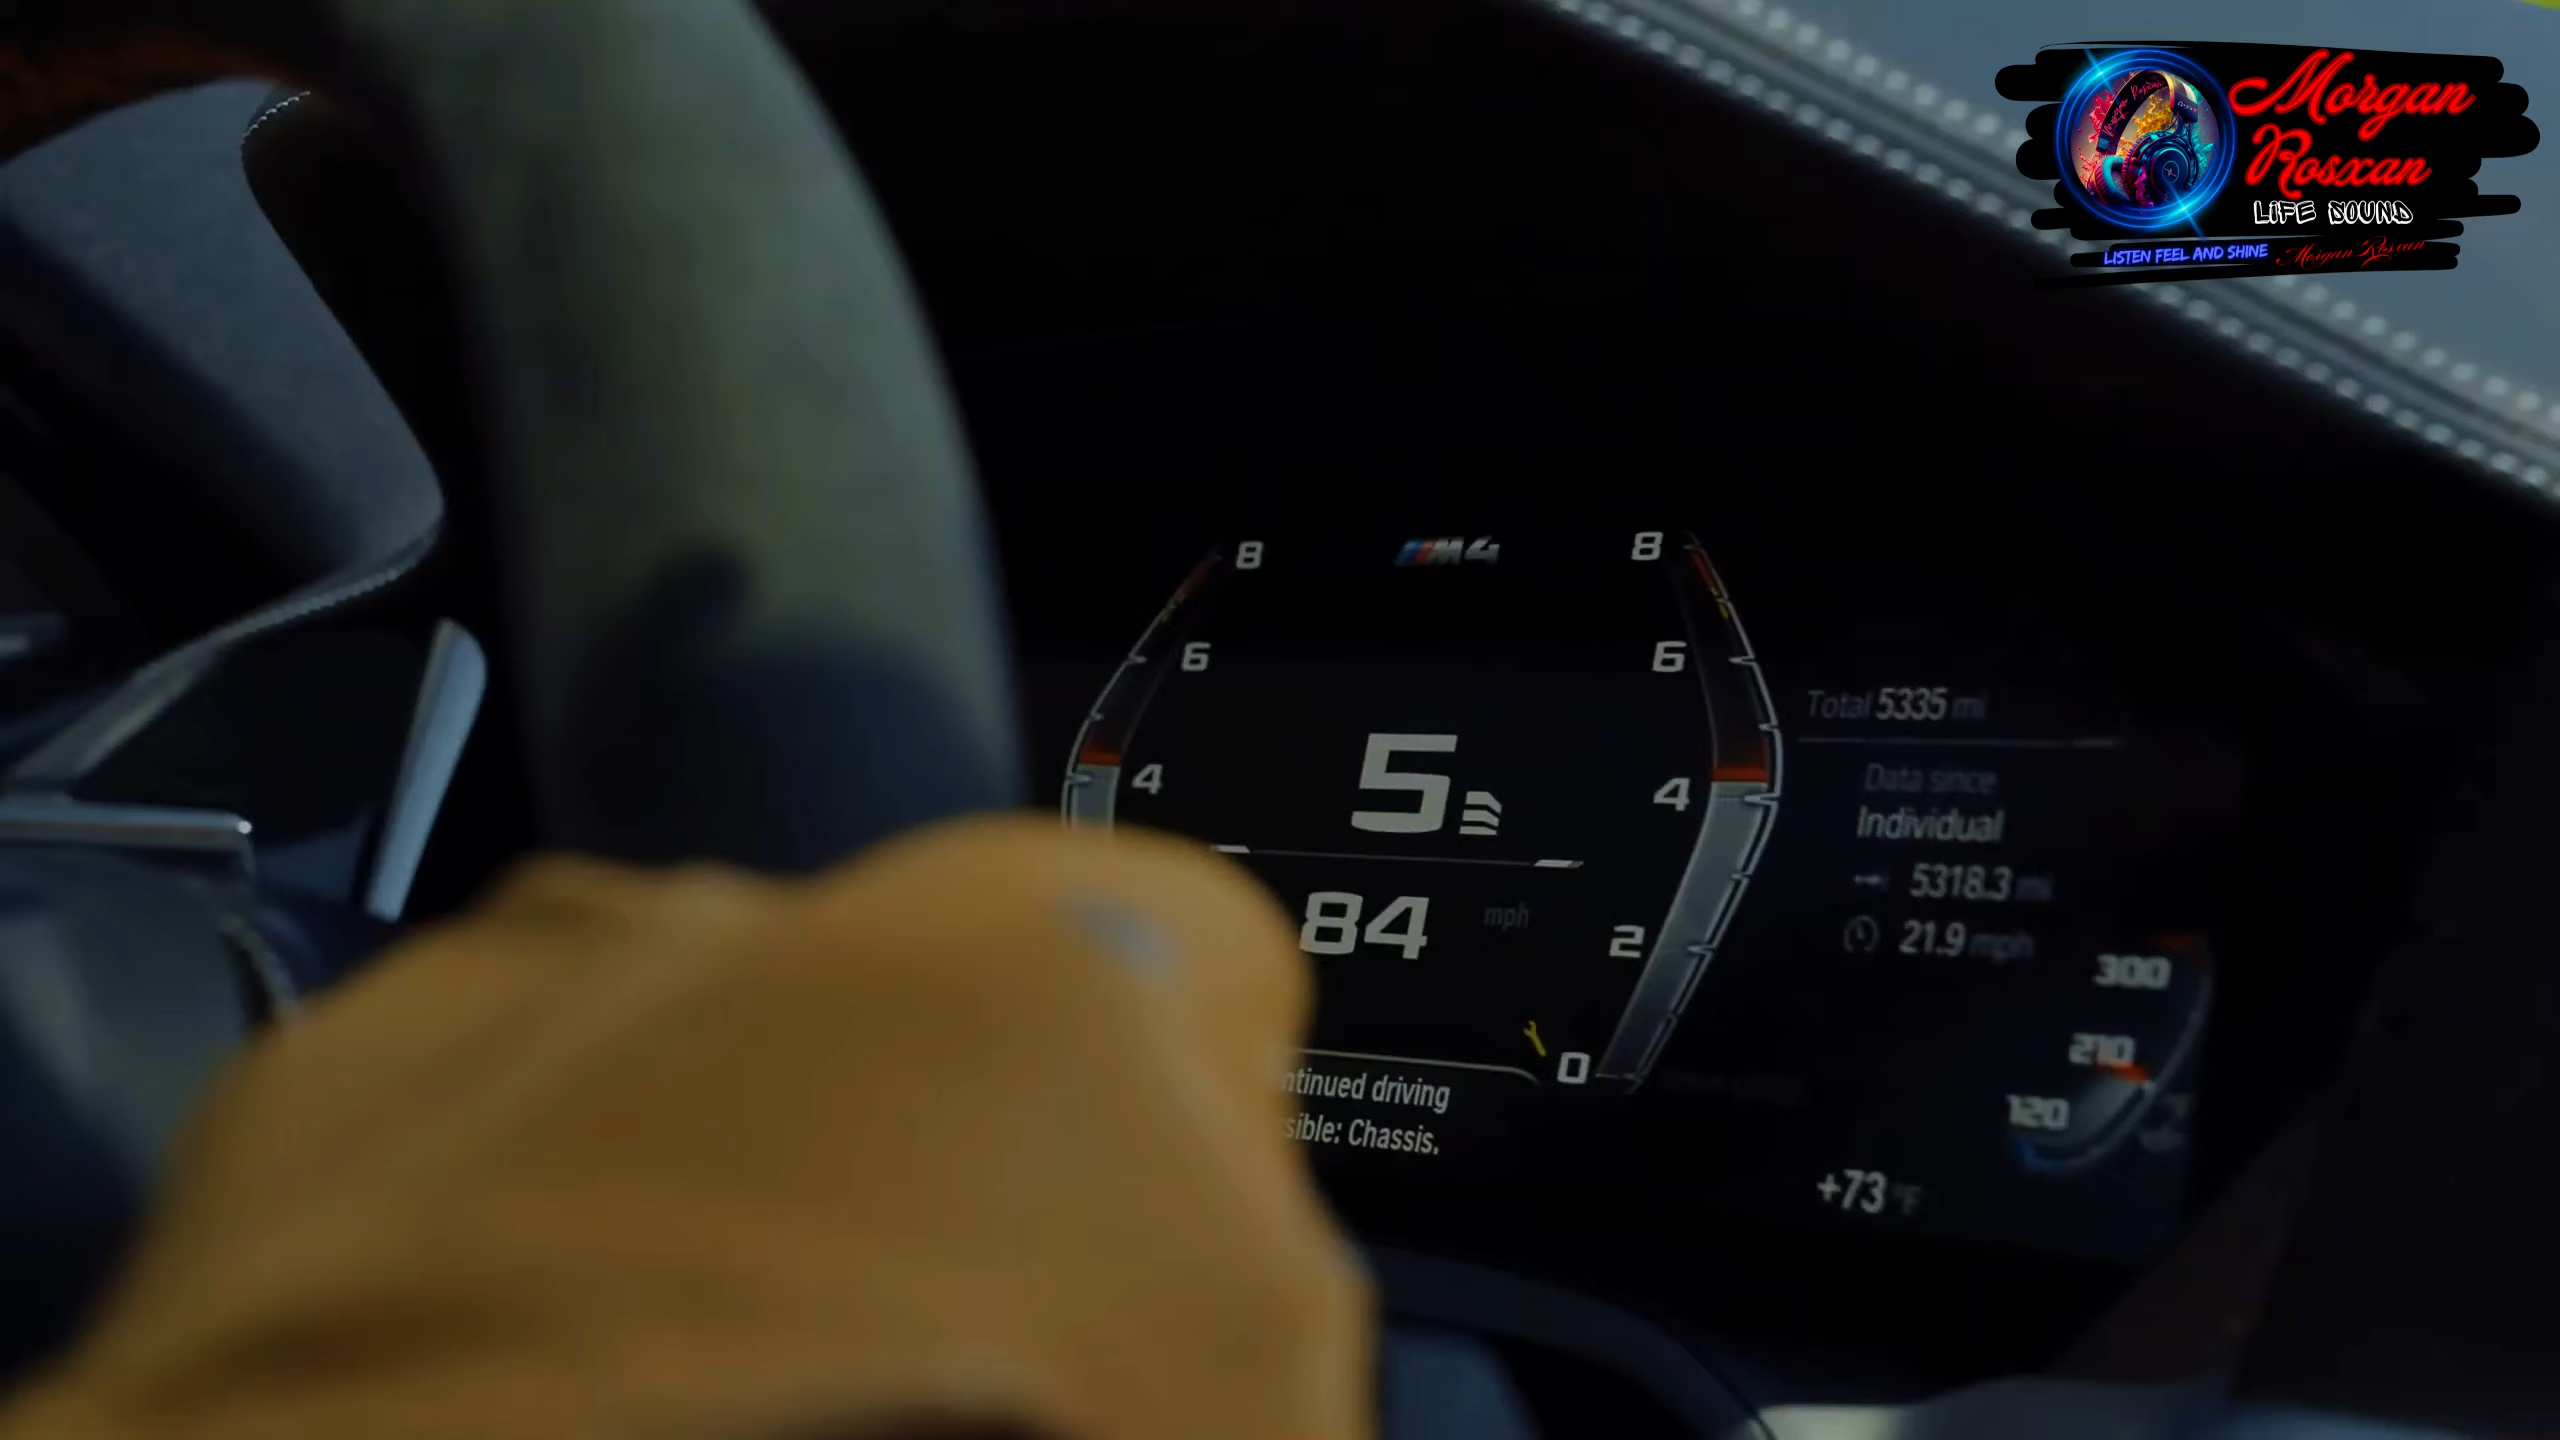 Morgan
Rosxan
LIFE SOUND
LISTEN FEEL AND SHINE
Morgan Rosxan
M4
8
8
6
6
4
4
5
84 mph
2
0
ntinued driving
sible: Chassis.
Total 5335 mi
Data since
Individual
5318.3 mi
21.9 mph
300
210
120
+73 °F